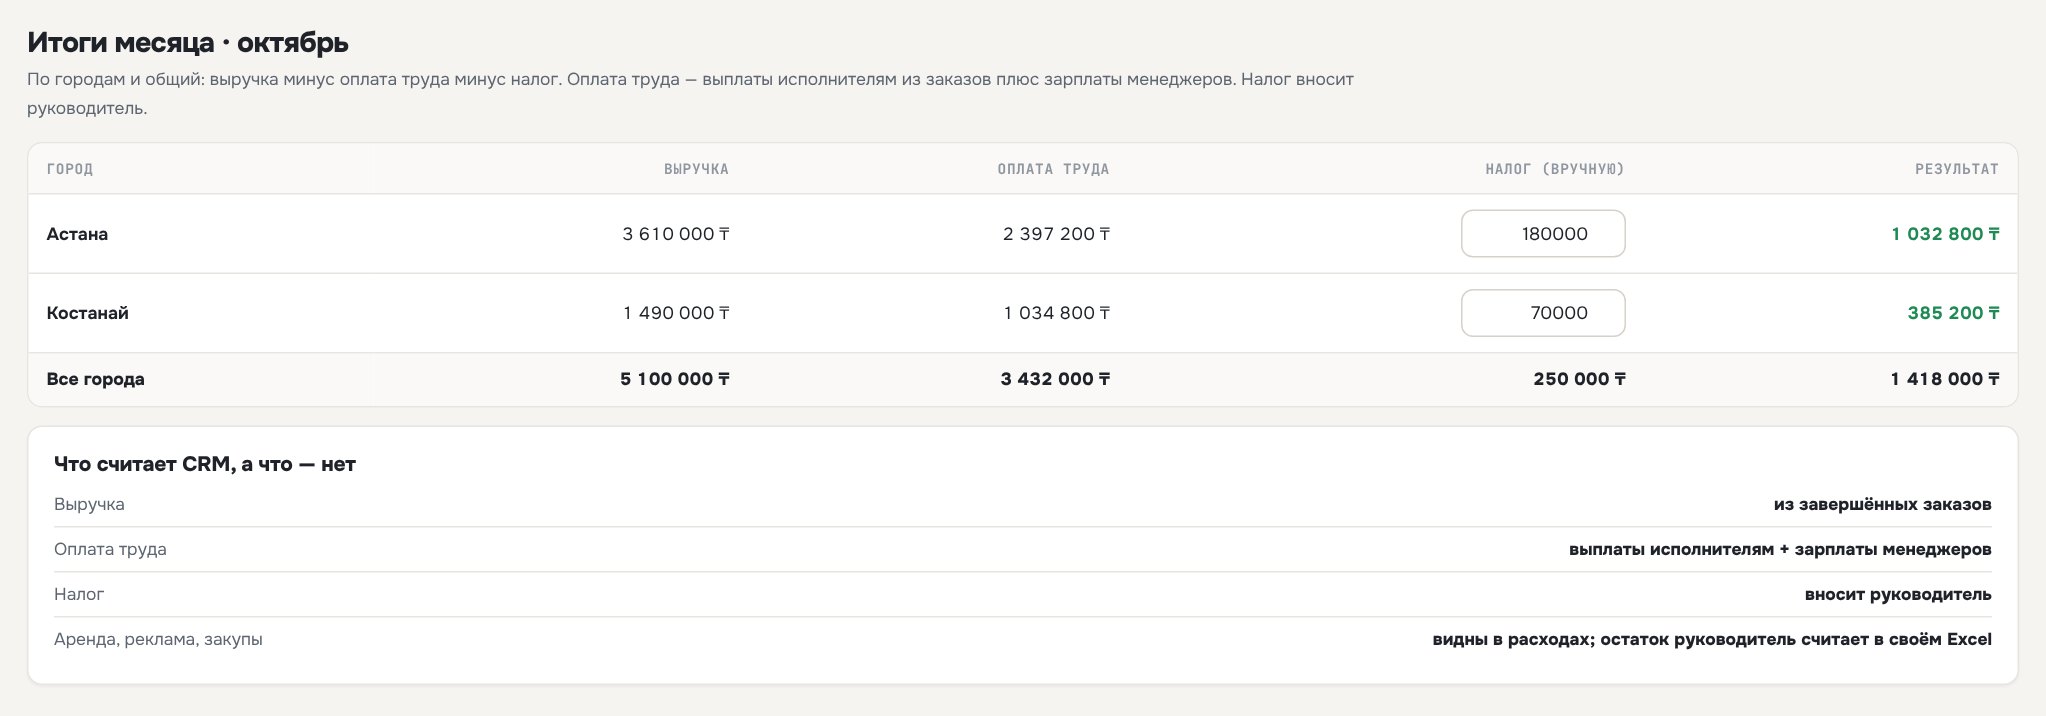 Итоги месяца · октябрь
По городам и общий: выручка минус оплата труда минус налог. Оплата труда — выплаты исполнителям из заказов плюс зарплаты менеджеров. Налог вносит
руководитель.
ГОРОД ВЫРУЧКА ОПЛАТА ТРУДА НАЛОГ (ВРУЧНУЮ) РЕЗУЛЬТАТ
Астана 3 610 000 ₸ 2 397 200 ₸ 180000 1 032 800 ₸
Костанай 1 490 000 ₸ 1 034 800 ₸ 70000 385 200 ₸
Все города 5 100 000 ₸ 3 432 000 ₸ 250 000 ₸ 1 418 000 ₸
Что считает CRM, а что — нет
Выручка из завершённых заказов
Оплата труда выплаты исполнителям + зарплаты менеджеров
Налог вносит руководитель
Аренда, реклама, закупы видны в расходах; остаток руководитель считает в своём Excel